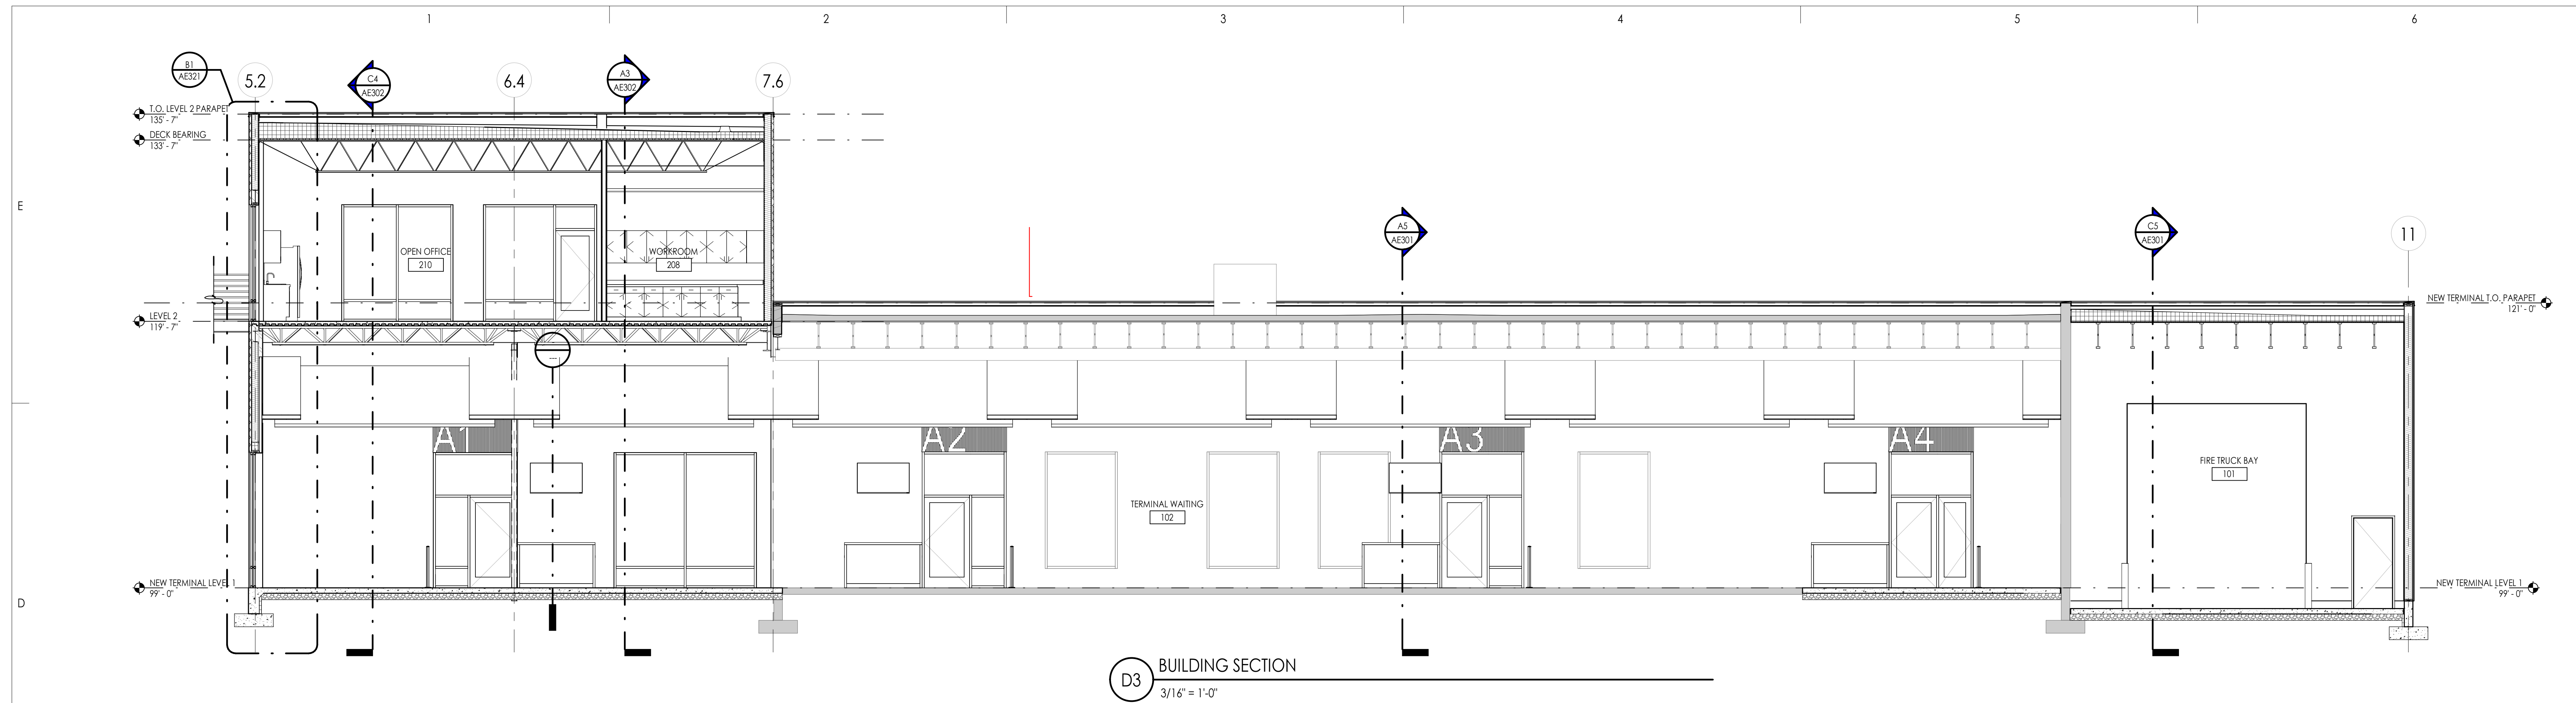 1
2
3
4
5
6
B1
AE321
5.2
C4
AE302
6.4
A3
AE302
7.6
T.O. LEVEL 2 PARAPET
135' - 7"
DECK BEARING
133' - 7"
E
A5
AE301
C5
AE301
11
OPEN OFFICE
210
WORKROOM
208
LEVEL 2
119' - 7"
NEW TERMINAL T.O. PARAPET
121' - 0"
A1
A2
A3
A4
FIRE TRUCK BAY
101
TERMINAL WAITING
102
NEW TERMINAL LEVEL 1
99' - 0"
NEW TERMINAL LEVEL 1
99' - 0"
D
D3
BUILDING SECTION
3/16" = 1'-0"